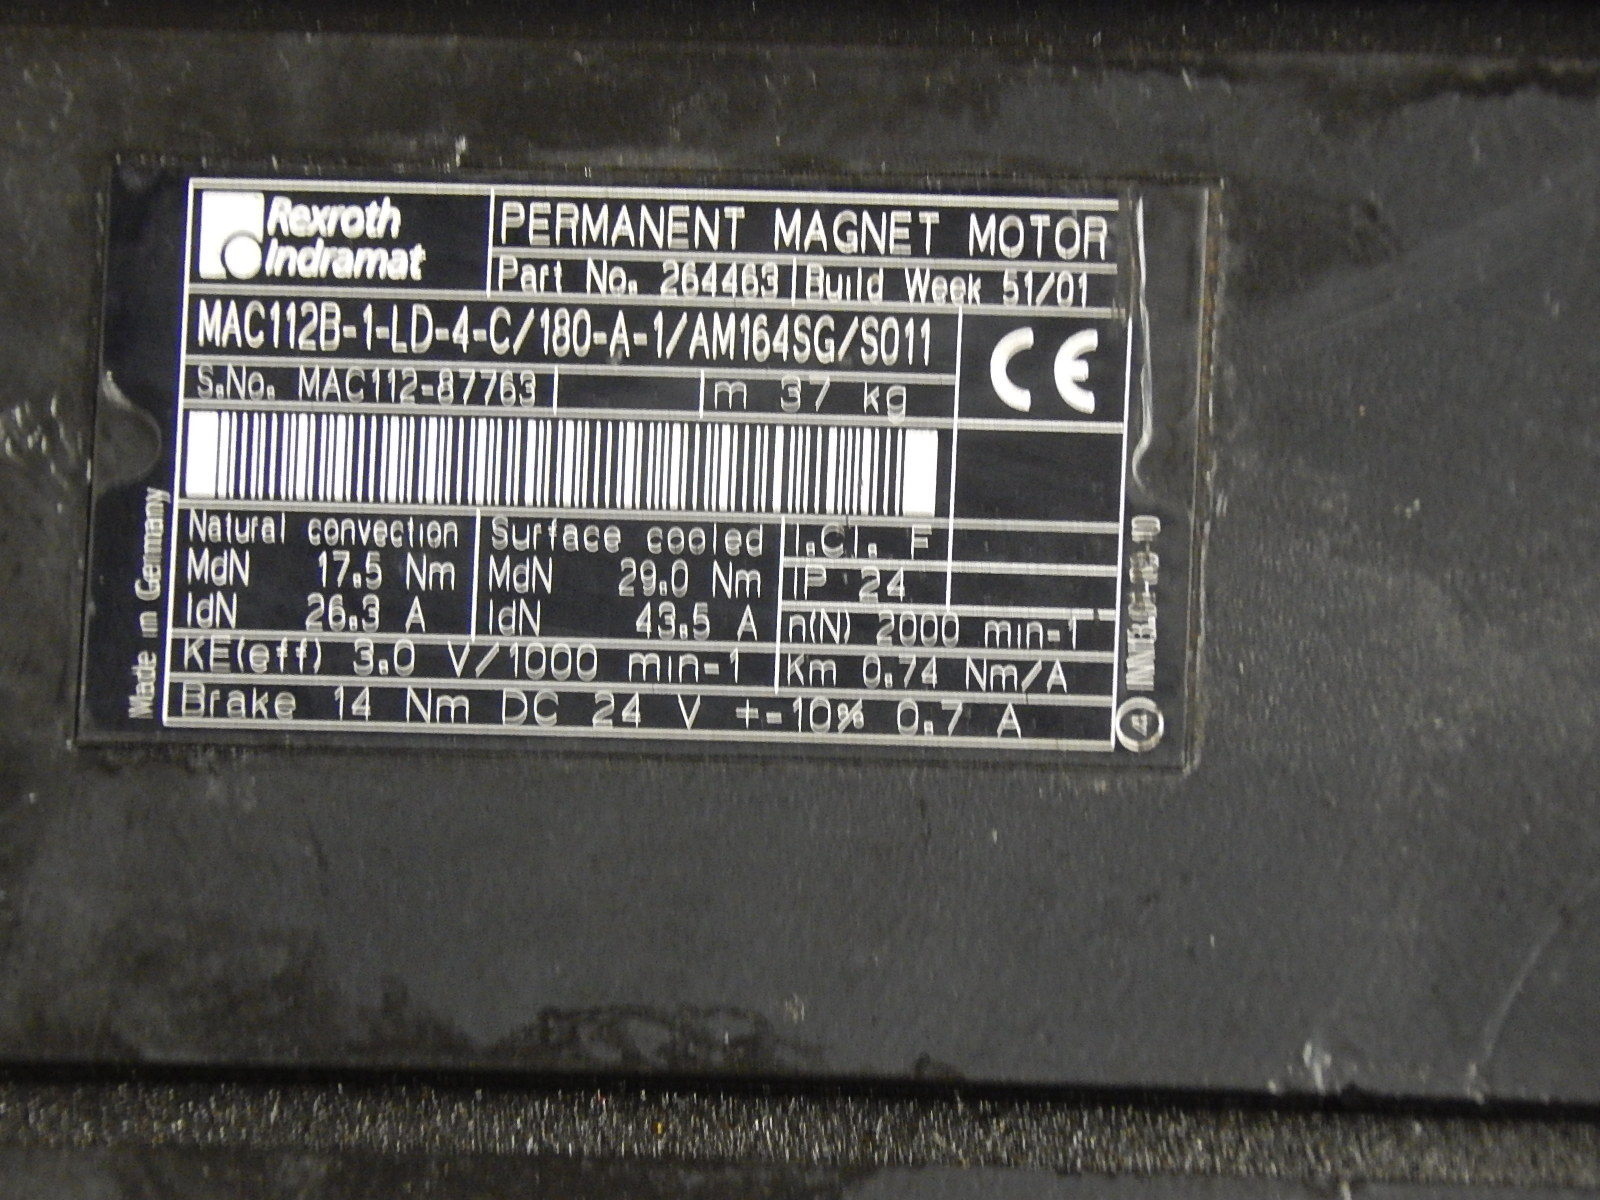 Rexroth
Indramat
PERMANENT MAGNET MOTOR
Part No. 264463 Build Week 51/01
MAC112B-1-LD-4-C/180-A-1/AM164SG/S011
S.No. MAC112-87763 m 37 kg
CE
Natural convection Surface cooled I.Cl. F
MdN 17.5 Nm MdN 29.0 Nm IP 24
IdN 26.3 A IdN 43.5 A n(N) 2000 min-1
KE(eff) 3.0 V/1000 min-1 Km 0.74 Nm/A
Brake 14 Nm DC 24 V +-10% 0.7 A
Made in Germany
4